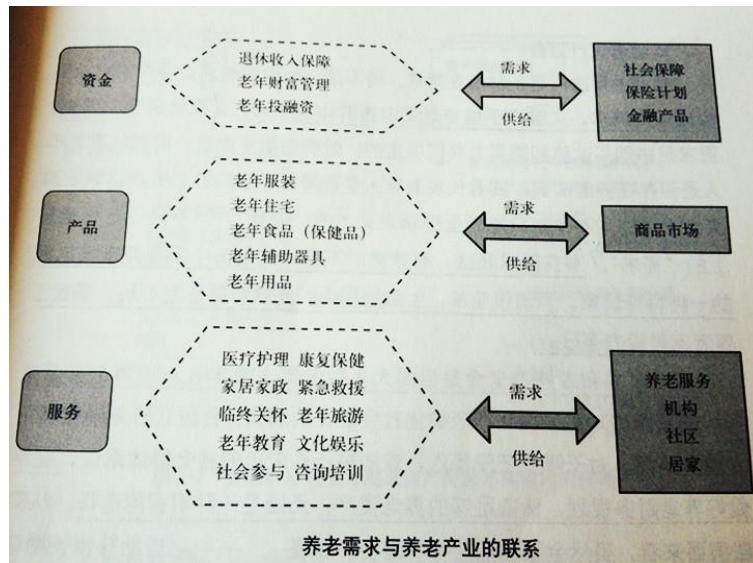 资金
退休收入保障
老年财富管理
老年投融资
需求
供给
社会保障
保险计划
金融产品
产品
老年服装
老年住宅
老年食品（保健品）
老年辅助器具
老年用品
需求
供给
商品市场
服务
医疗护理 康复保健
家居家政 紧急救援
临终关怀 老年旅游
老年教育 文化娱乐
社会参与 咨询培训
需求
供给
养老服务
机构
社区
居家
养老需求与养老产业的联系